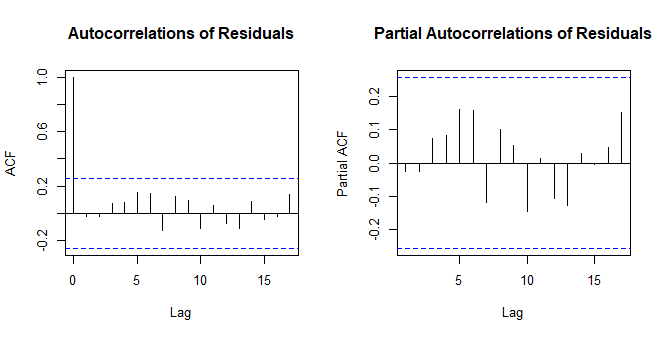 Autocorrelations of Residuals
ACF
1.0
0.6
0.2
-0.2
0 5 10 15
Lag
Partial Autocorrelations of Residuals
Partial ACF
0.2
0.1
0.0
-0.1
-0.2
5 10 15
Lag